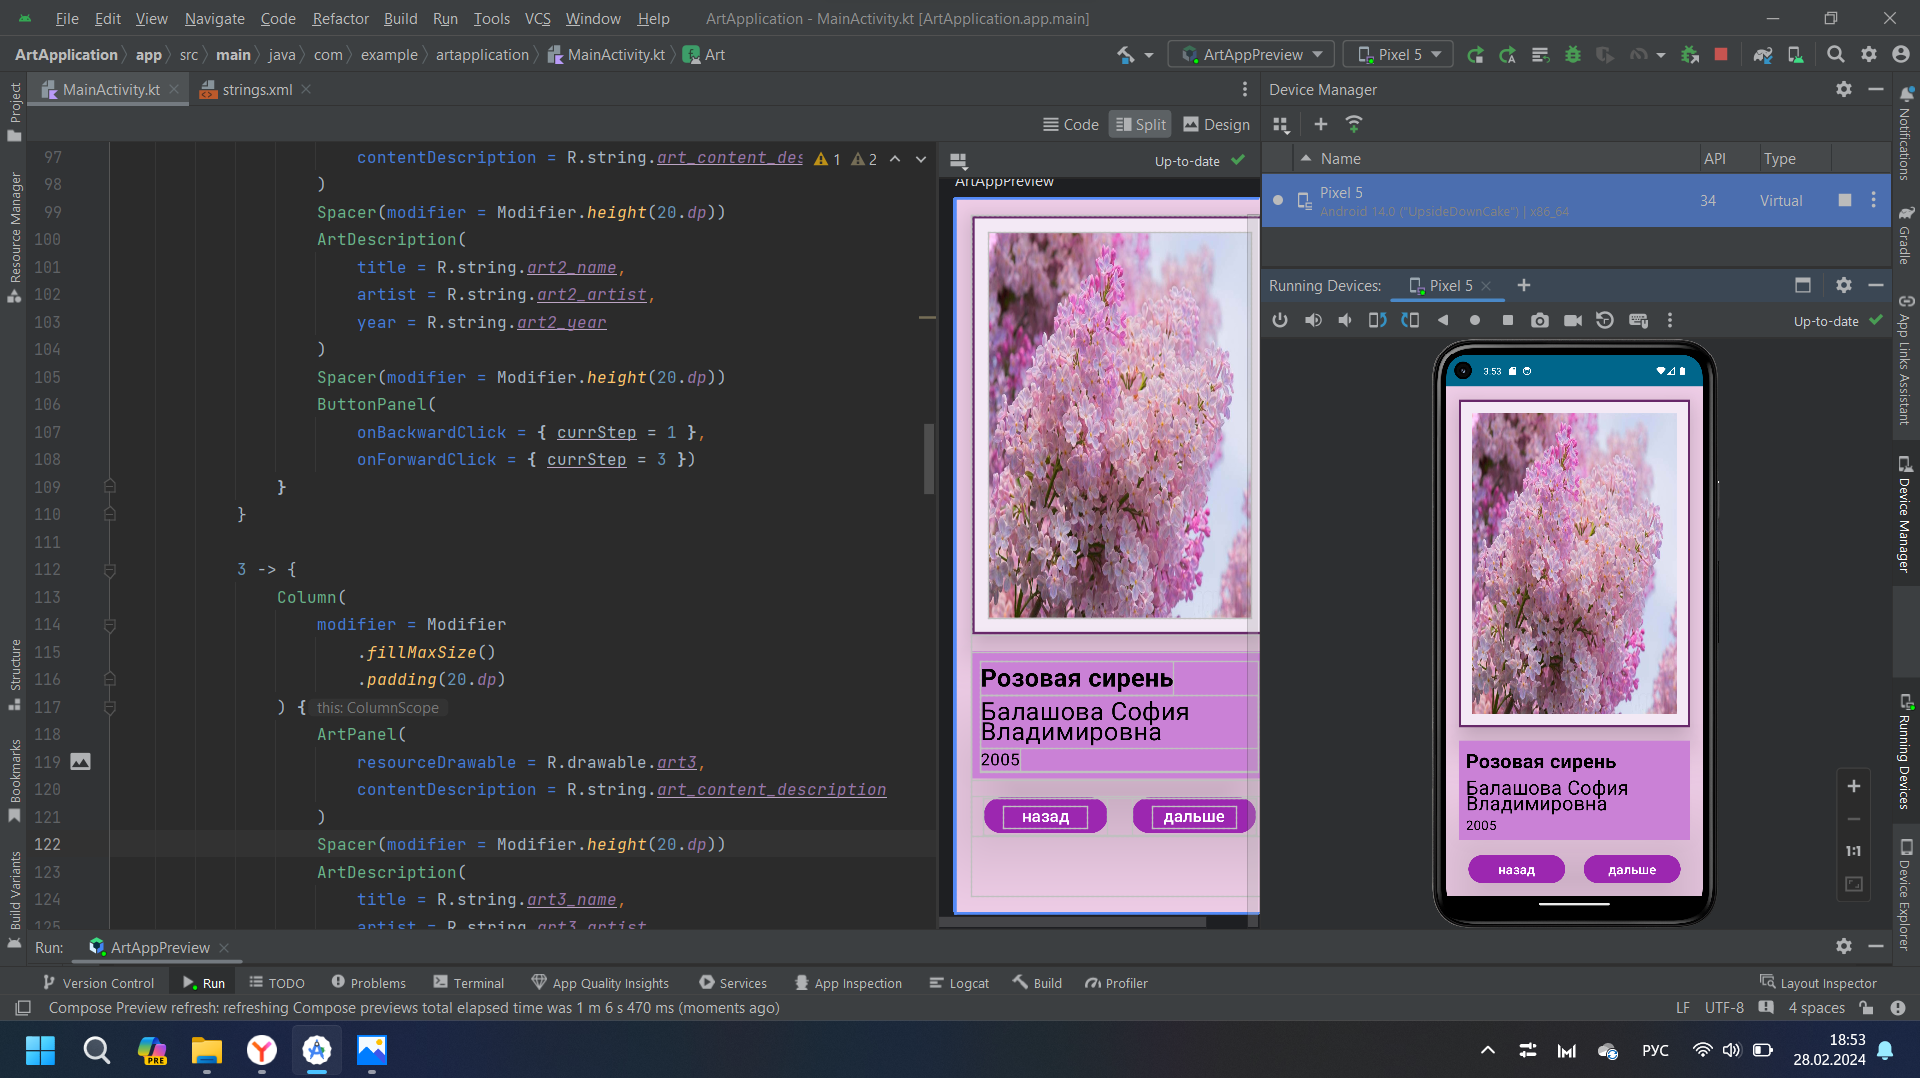 File Edit View Navigate Code Refactor Build Run Tools VCS Window Help ArtApplication - MainActivity.kt [ArtApplication.app.main]
ArtApplication app src main java com example artapplication MainActivity.kt Art ArtAppPreview Pixel 5
MainActivity.kt strings.xml
Code Split Design
97 contentDescription = R.string.art_content_des 1 2
98 )
99 Spacer(modifier = Modifier.height(20.dp))
100 ArtDescription(
101 title = R.string.art2_name,
102 artist = R.string.art2_artist,
103 year = R.string.art2_year
104 )
105 Spacer(modifier = Modifier.height(20.dp))
106 ButtonPanel(
107 onBackwardClick = { currStep = 1 },
108 onForwardClick = { currStep = 3 })
109 }
110 }
111
112 3 -> {
113 Column(
114 modifier = Modifier
115 .fillMaxSize()
116 .padding(20.dp)
117 ) { this: ColumnScope
118 ArtPanel(
119 resourceDrawable = R.drawable.art3,
120 contentDescription = R.string.art_content_description
121 )
122 Spacer(modifier = Modifier.height(20.dp))
123 ArtDescription(
124 title = R.string.art3_name,
125 artist = R.string.art3_artist
Up-to-date
ArtAppPreview
Розовая сирень
Балашова София
Владимировна
2005
назад дальше
Device Manager
Name API Type
Pixel 5 34 Virtual
Android 14.0 ("UpsideDownCake") | x86_64
Running Devices: Pixel 5
Up-to-date
3:53
Розовая сирень
Балашова София
Владимировна
2005
назад дальше
1:1
Project
Resource Manager
Structure
Bookmarks
Build Variants
Notifications
Gradle
App Links Assistant
Device Manager
Running Devices
Device Explorer
Run: ArtAppPreview
Version Control Run TODO Problems Terminal App Quality Insights Services App Inspection Logcat Build Profiler Layout Inspector
Compose Preview refresh: refreshing Compose previews total elapsed time was 1 m 6 s 470 ms (moments ago) LF UTF-8 4 spaces
PRE
РУС
18:53
28.02.2024